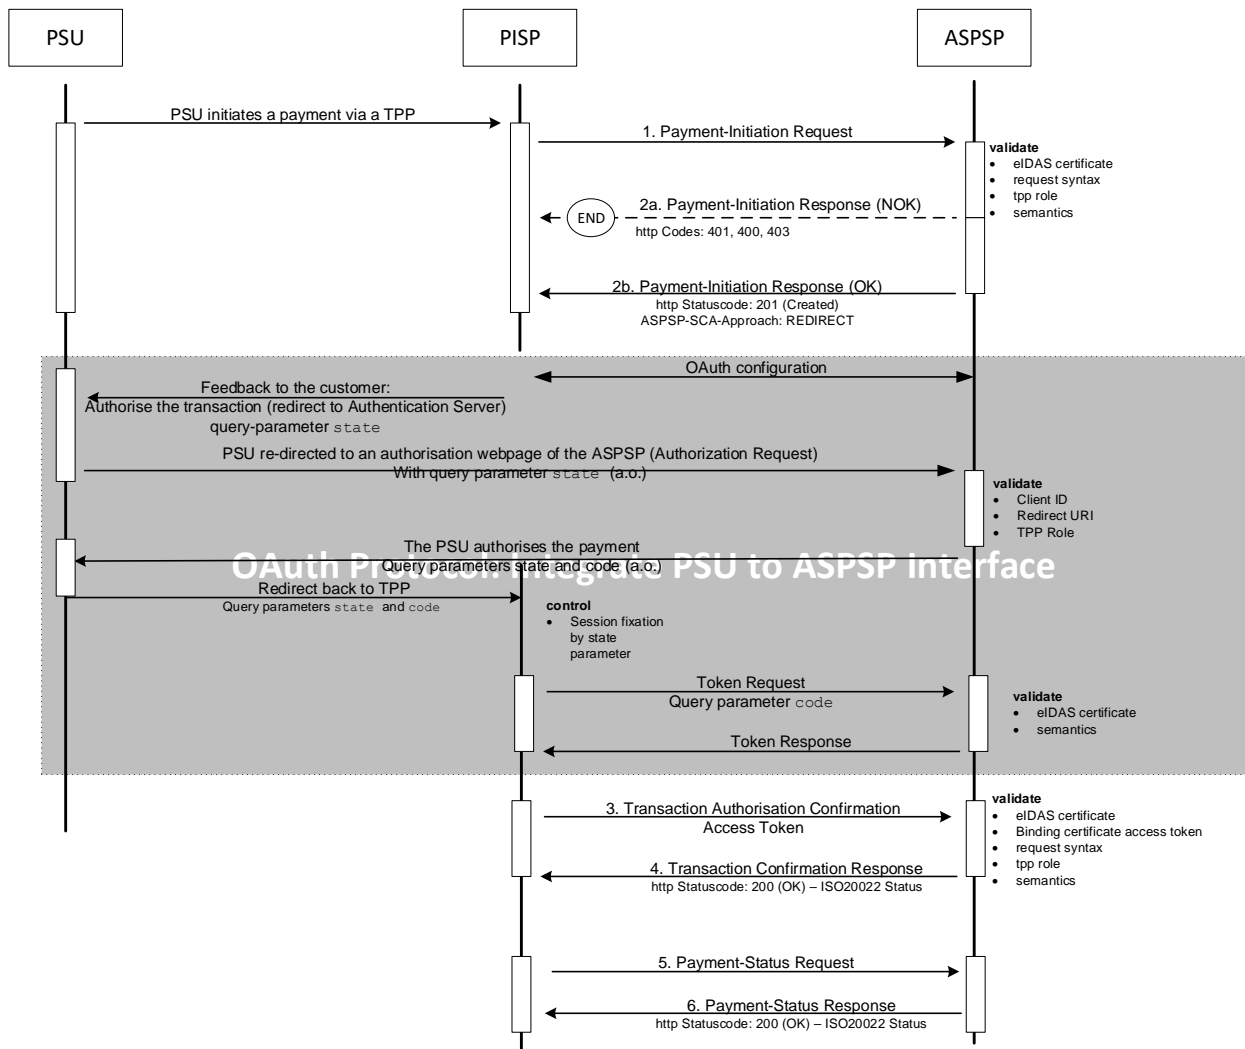 PSU
PISP
ASPSP
PSU initiates a payment via a TPP
1. Payment-Initiation Request
validate
• eIDAS certificate
• request syntax
• tpp role
• semantics
2a. Payment-Initiation Response (NOK)
END
http Codes: 401, 400, 403
2b. Payment-Initiation Response (OK)
http Statuscode: 201 (Created)
ASPSP-SCA-Approach: REDIRECT
OAuth configuration
Feedback to the customer:
Authorise the transaction (redirect to Authentication Server)
query-parameter state
PSU re-directed to an authorisation webpage of the ASPSP (Authorization Request)
With query parameter state (a.o.)
validate
• Client ID
• Redirect URI
• TPP Role
The PSU authorises the payment
Query parameters state and code (a.o.)
OAuth Protocol: Integrate PSU to ASPSP Interface
Redirect back to TPP
Query parameters state and code
control
• Session fixation
by state
parameter
Token Request
Query parameter code
validate
• eIDAS certificate
• semantics
Token Response
3. Transaction Authorisation Confirmation
Access Token
validate
• eIDAS certificate
• Binding certificate access token
• request syntax
• tpp role
• semantics
4. Transaction Confirmation Response
http Statuscode: 200 (OK) – ISO20022 Status
5. Payment-Status Request
6. Payment-Status Response
http Statuscode: 200 (OK) – ISO20022 Status